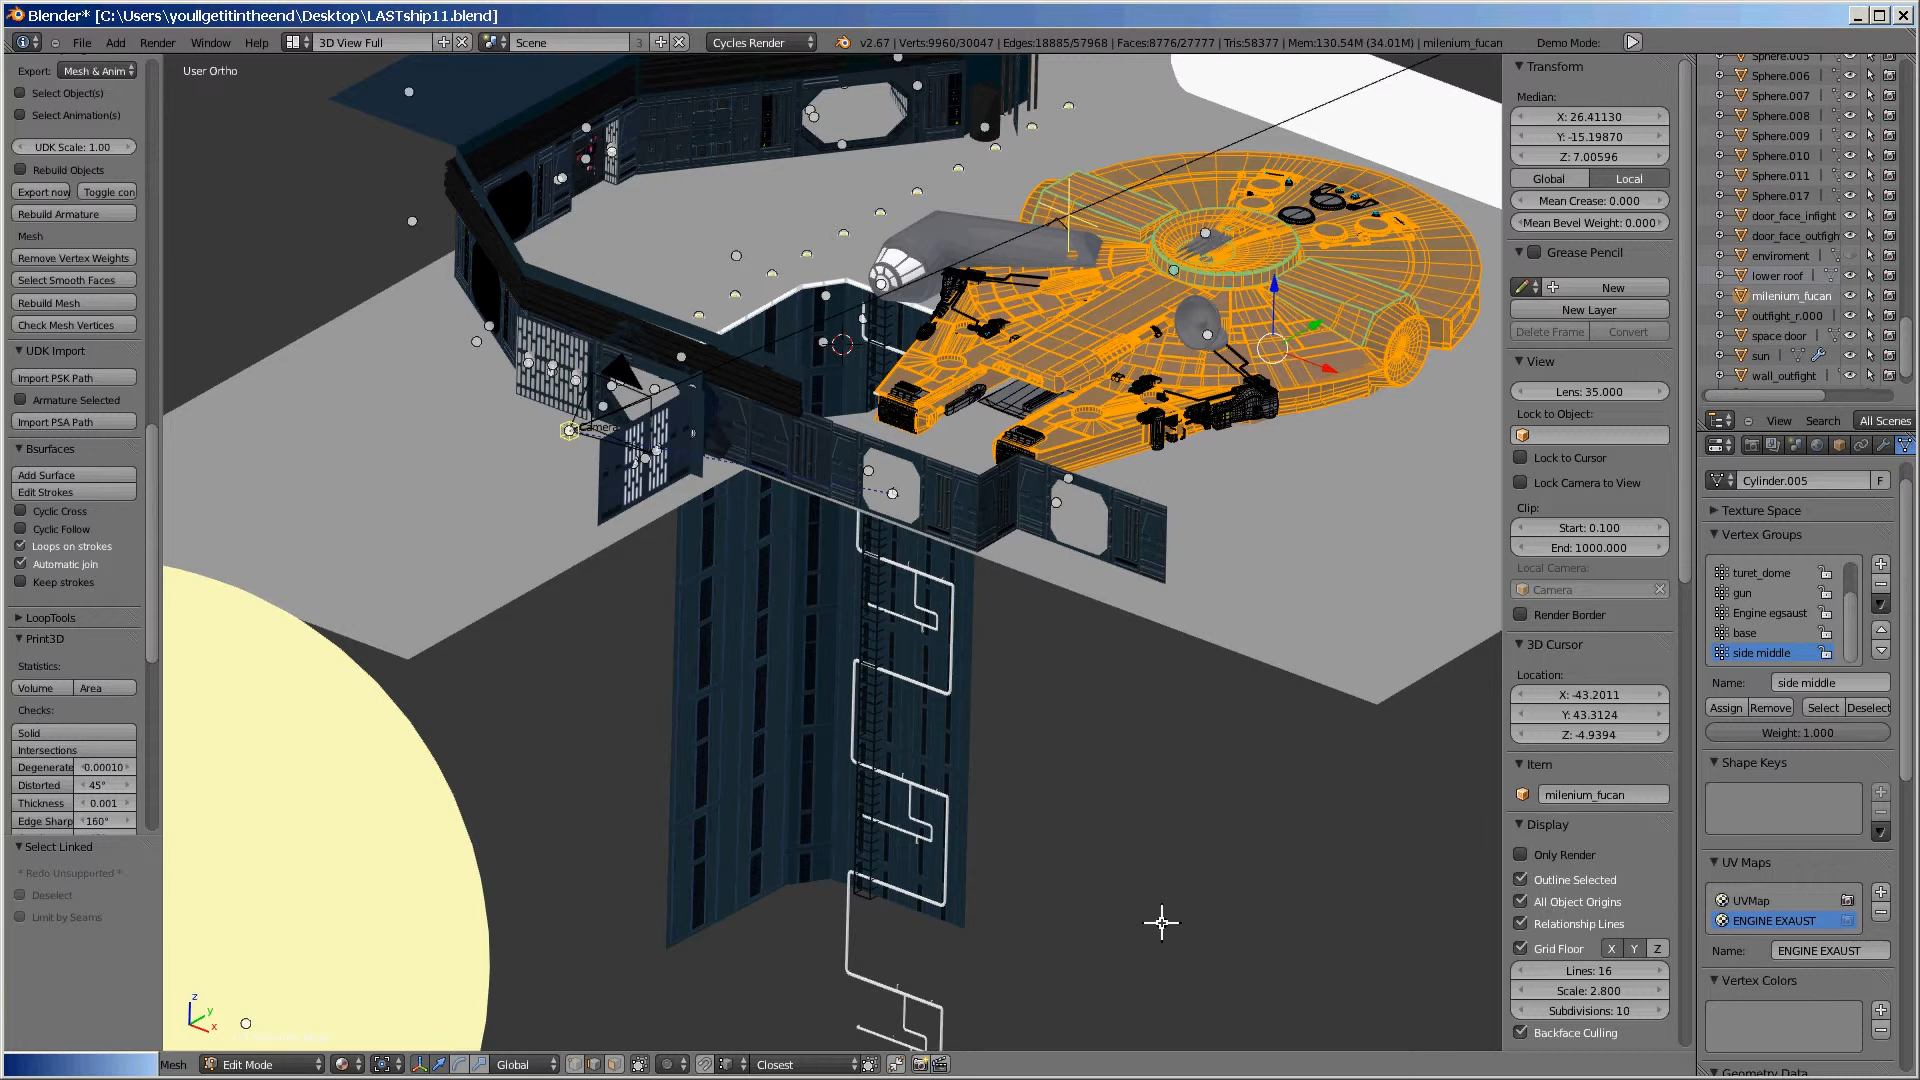 Blender* [C:\Users\youllgetitintheend\Desktop\LASTship11.blend]
File Add Render Window Help 3D View Full Scene 3 Cycles Render v2.67 | Verts:9960/30047 | Edges:18885/57968 | Faces:8776/27777 | Tris:58377 | Mem:130.54M (34.01M) | milenium_fucan Demo Mode:
Export: Mesh & Anim
Select Object(s)
Select Animation(s)
UDK Scale: 1.00
Rebuild Objects
Export now Toggle con
Rebuild Armature
Mesh
Remove Vertex Weights
Select Smooth Faces
Rebuild Mesh
Check Mesh Vertices
UDK Import
Import PSK Path
Armature Selected
Import PSA Path
Bsurfaces
Add Surface
Edit Strokes
Cyclic Cross
Cyclic Follow
Loops on strokes
Automatic join
Keep strokes
LoopTools
Print3D
Statistics:
Volume Area
Checks:
Solid
Intersections
Degenerate 0.00010
Distorted 45°
Thickness 0.001
Edge Sharp 160°
Select Linked
* Redo Unsupported *
Deselect
Limit by Seams
User Ortho
Camera
z
y
x
Transform
Median:
X: 26.41130
Y: -15.19870
Z: 7.00596
Global Local
Mean Crease: 0.000
Mean Bevel Weight: 0.000
Grease Pencil
New
New Layer
Delete Frame Convert
View
Lens: 35.000
Lock to Object:
Lock to Cursor
Lock Camera to View
Clip:
Start: 0.100
End: 1000.000
Local Camera:
Camera
Render Border
3D Cursor
Location:
X: -43.2011
Y: 43.3124
Z: -4.9394
Item
milenium_fucan
Display
Only Render
Outline Selected
All Object Origins
Relationship Lines
Grid Floor X Y Z
Lines: 16
Scale: 2.800
Subdivisions: 10
Backface Culling
Sphere.005
Sphere.006
Sphere.007
Sphere.008
Sphere.009
Sphere.010
Sphere.011
Sphere.017
door_face_infight
door_face_outfigh
enviroment
lower roof
milenium_fucan
outfight_r.000
space door
sun
wall_outfight
View Search All Scenes
Cylinder.005 F
Texture Space
Vertex Groups
turet_dome
gun
Engine egsaust
base
side middle
Name: side middle
Assign Remove Select Deselect
Weight: 1.000
Shape Keys
UV Maps
UVMap
ENGINE EXAUST
Name: ENGINE EXAUST
Vertex Colors
Geometry Data
Mesh Edit Mode Global Closest